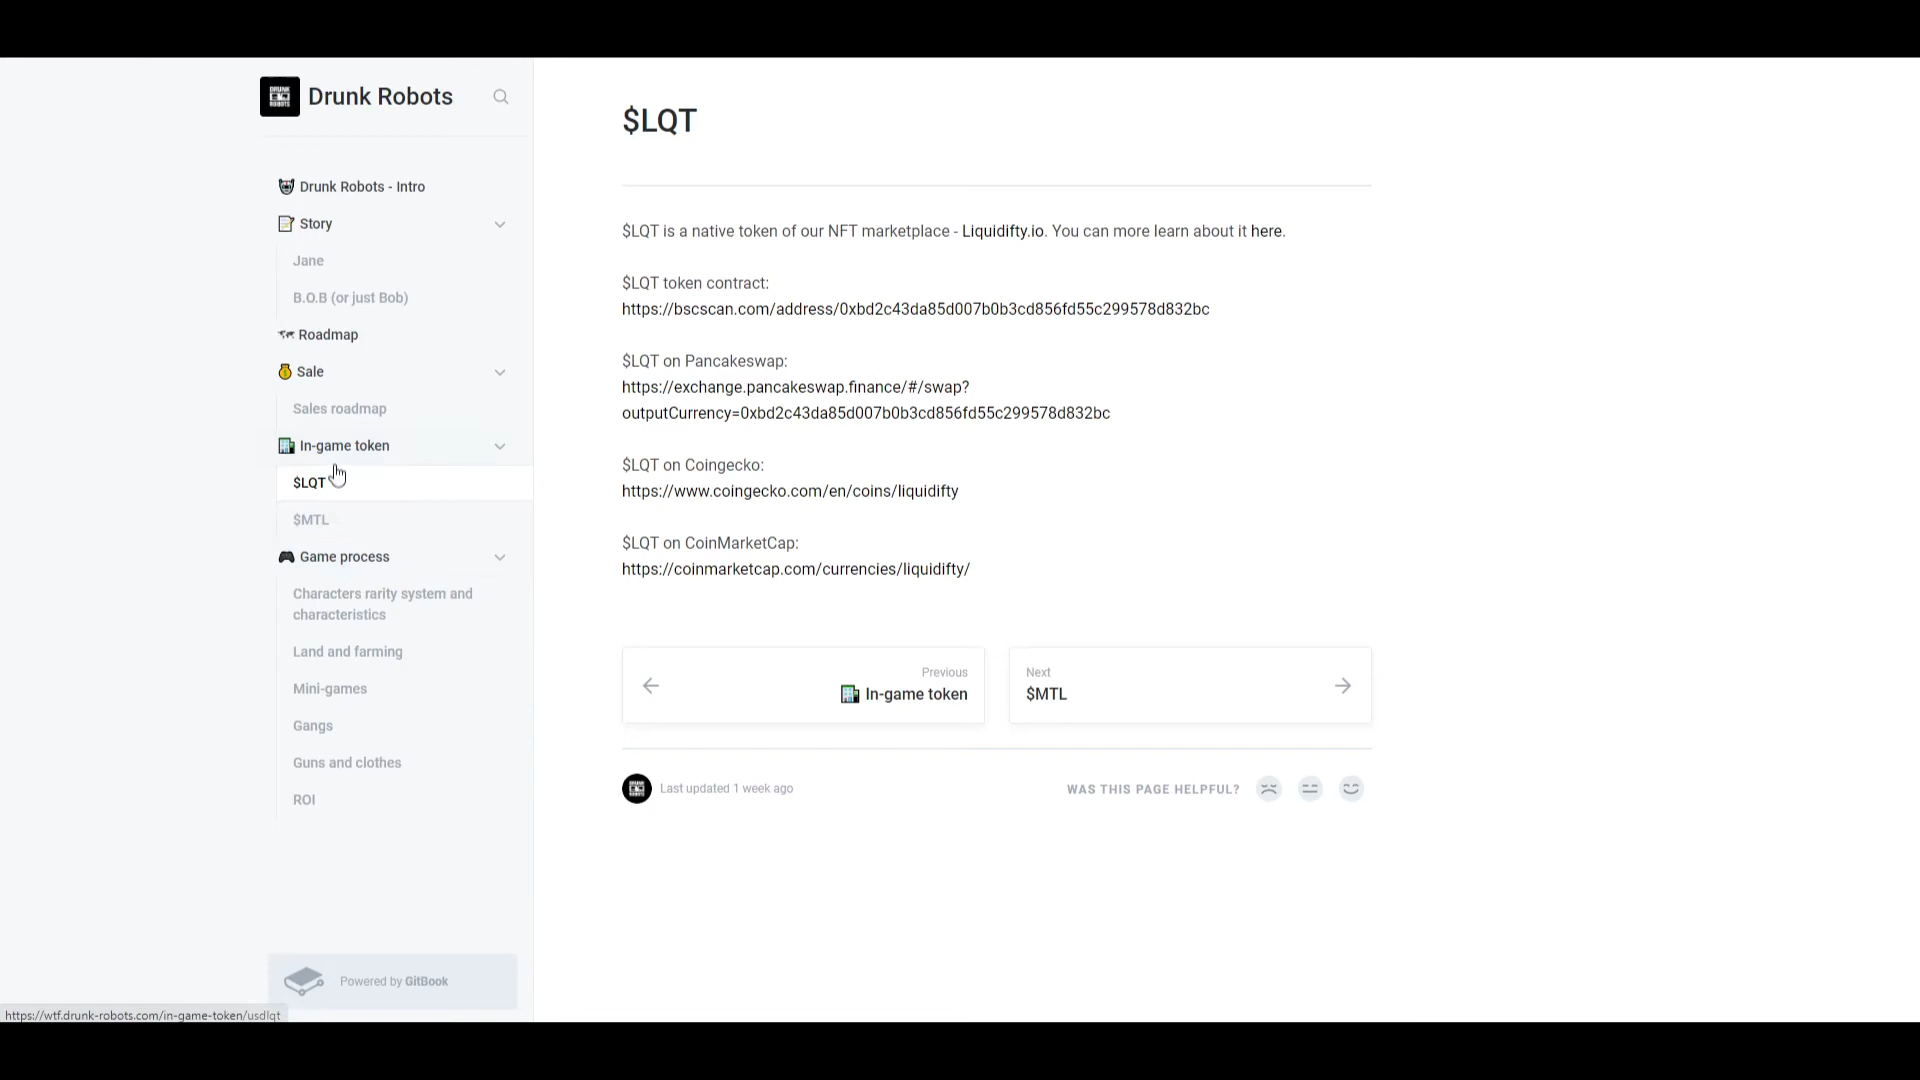 DRUNK
ROBOTS
Drunk Robots
Drunk Robots - Intro
Story
Jane
B.O.B (or just Bob)
Roadmap
Sale
Sales roadmap
In-game token
$LQT
$MTL
Game process
Characters rarity system and
characteristics
Land and farming
Mini-games
Gangs
Guns and clothes
ROI
Powered by GitBook
https://wtf.drunk-robots.com/in-game-token/usdlqt
$LQT
$LQT is a native token of our NFT marketplace - Liquidifty.io. You can more learn about it here.
$LQT token contract:
https://bscscan.com/address/0xbd2c43da85d007b0b3cd856fd55c299578d832bc
$LQT on Pancakeswap:
https://exchange.pancakeswap.finance/#/swap?
outputCurrency=0xbd2c43da85d007b0b3cd856fd55c299578d832bc
$LQT on Coingecko:
https://www.coingecko.com/en/coins/liquidifty
$LQT on CoinMarketCap:
https://coinmarketcap.com/currencies/liquidifty/
Previous
In-game token
Next
$MTL
Last updated 1 week ago
WAS THIS PAGE HELPFUL?